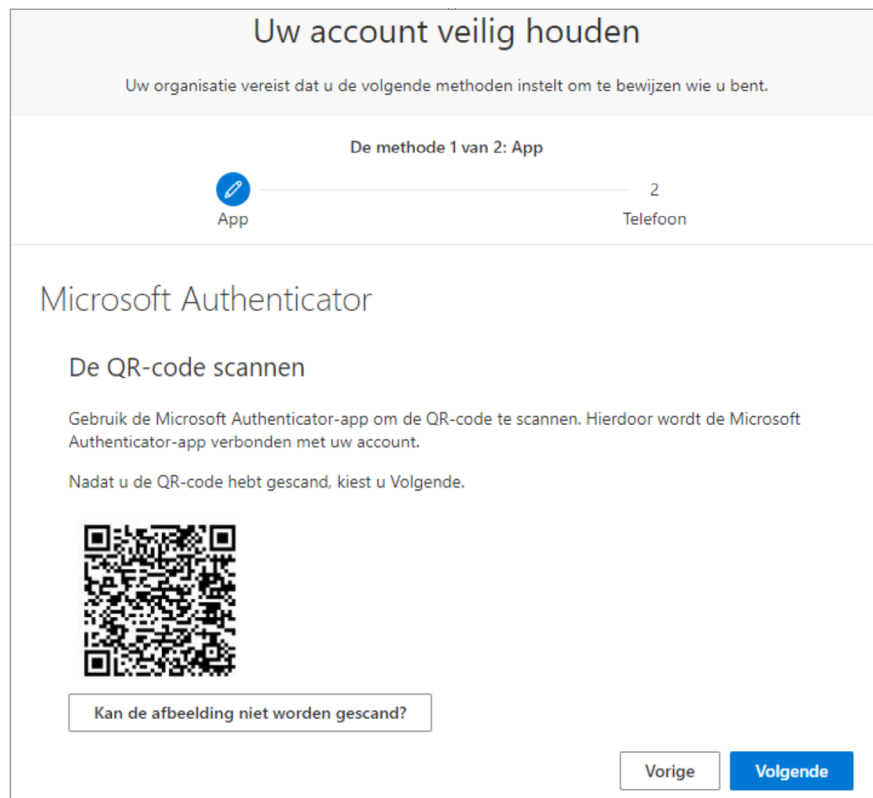 Uw account veilig houden
Uw organisatie vereist dat u de volgende methoden instelt om te bewijzen wie u bent.
De methode 1 van 2: App
2
App
Telefoon
Microsoft Authenticator
De QR-code scannen
Gebruik de Microsoft Authenticator-app om de QR-code te scannen. Hierdoor wordt de Microsoft
Authenticator-app verbonden met uw account.
Nadat u de QR-code hebt gescand, kiest u Volgende.
Kan de afbeelding niet worden gescand?
Vorige
Volgende